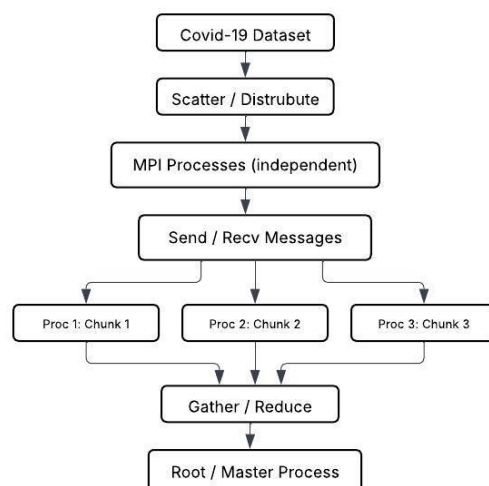 Covid-19 Dataset
Scatter / Distrubute
MPI Processes (independent)
Send / Recv Messages
Proc 1: Chunk 1
Proc 2: Chunk 2
Proc 3: Chunk 3
Gather / Reduce
Root / Master Process